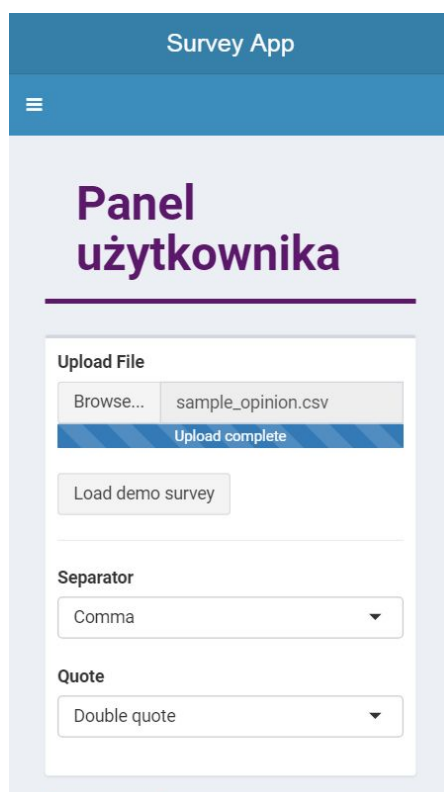 Survey App
Panel
użytkownika
Upload File
Browse... sample_opinion.csv
Upload complete
Load demo survey
Separator
Comma
Quote
Double quote